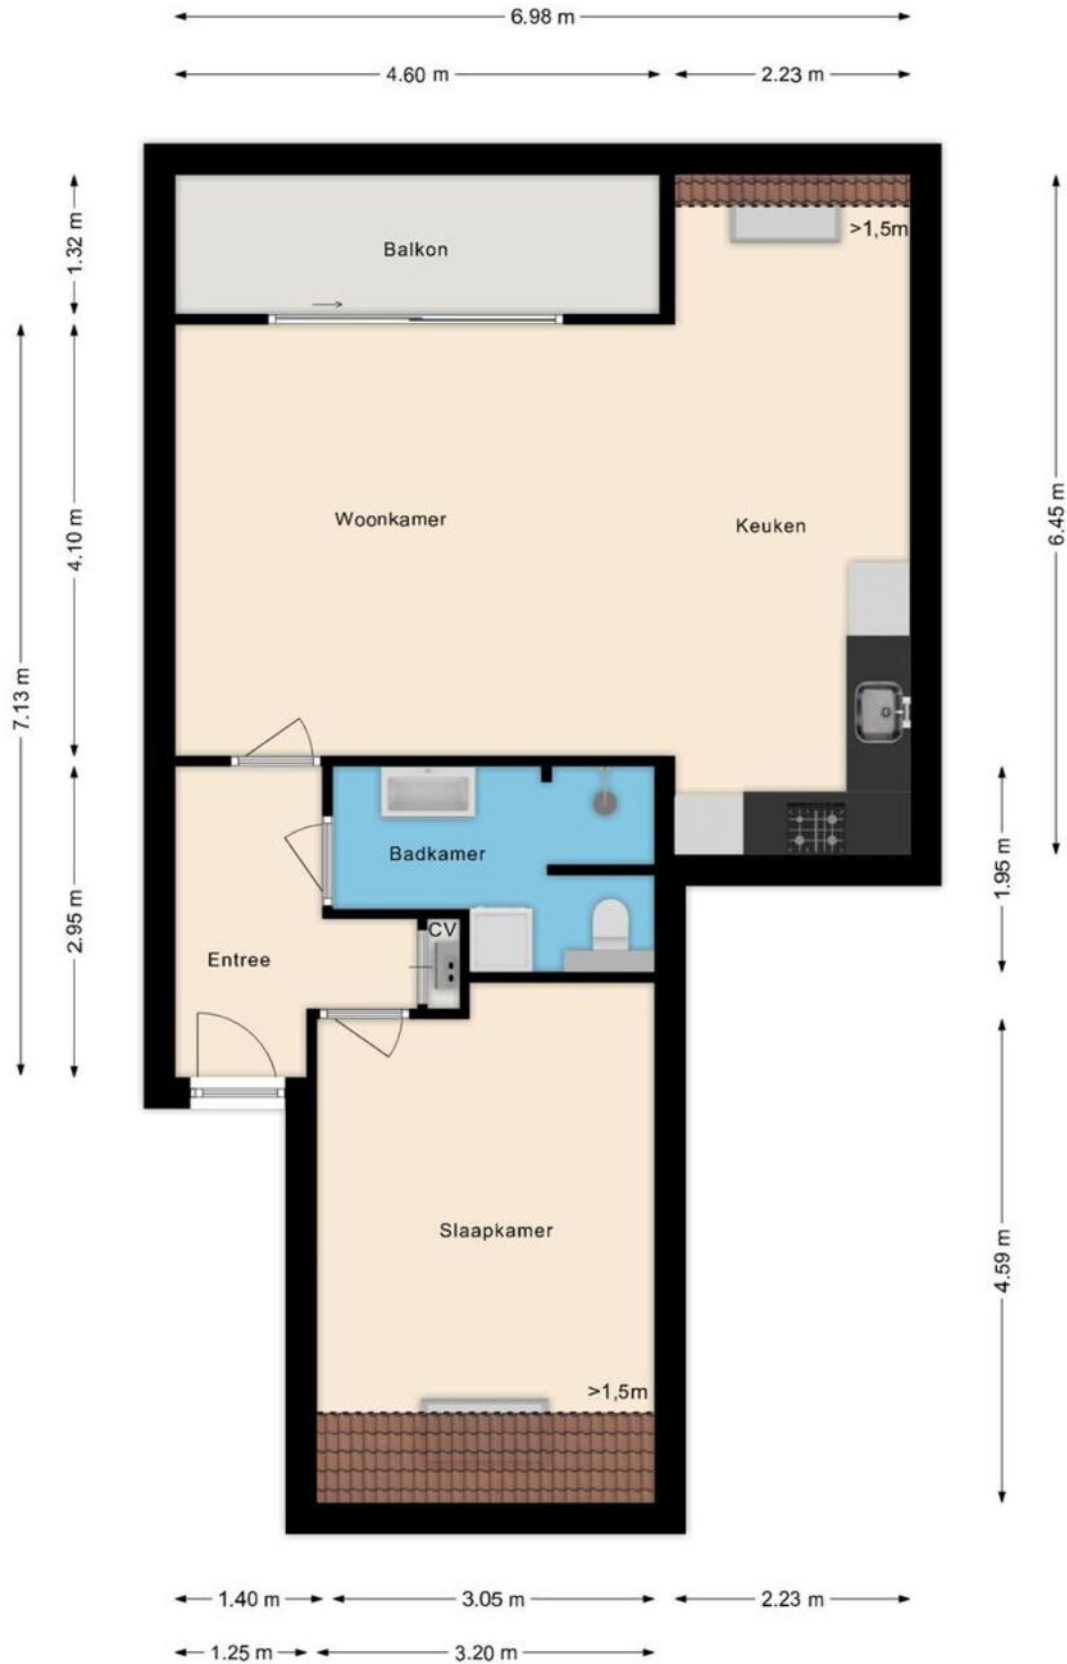 6.98 m
4.60 m
2.23 m
1.32 m
Balkon
>1,5m
4.10 m
Woonkamer
Keuken
6.45 m
7.13 m
Badkamer
1.95 m
2.95 m
CV
Entree
Slaapkamer
4.59 m
>1,5m
1.40 m
3.05 m
2.23 m
1.25 m
3.20 m